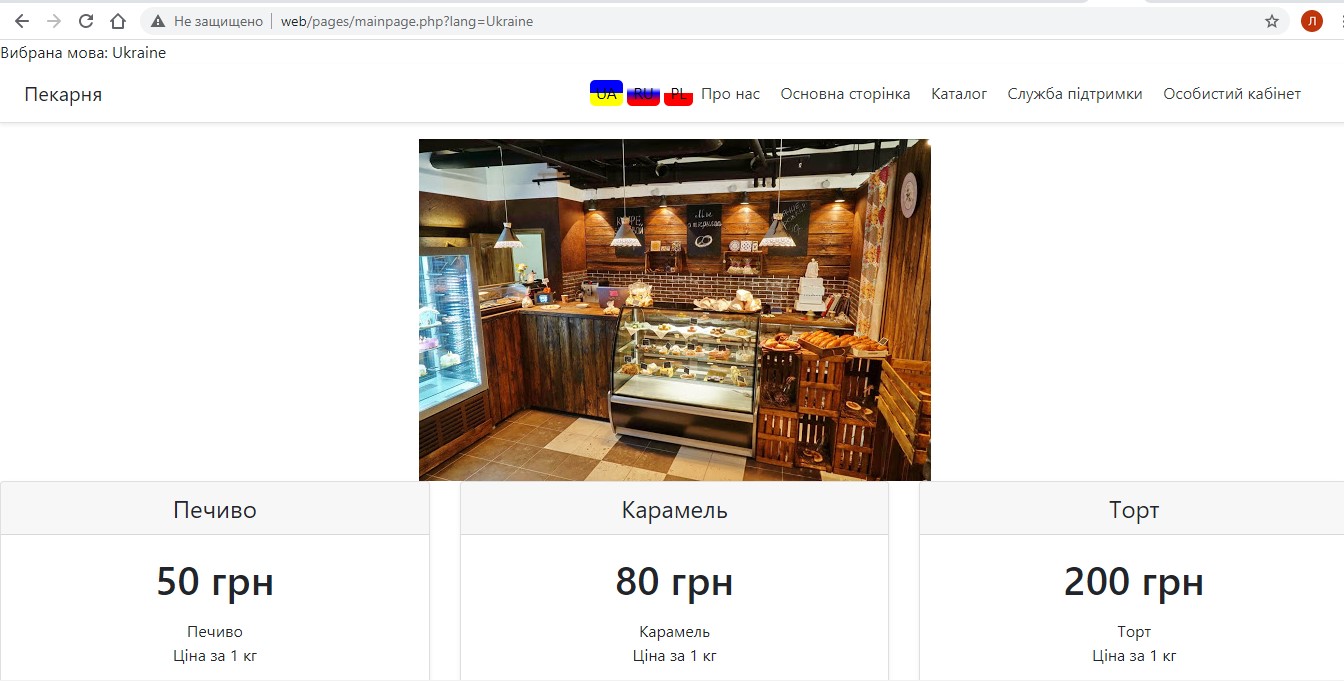 Не защищено web/pages/mainpage.php?lang=Ukraine Л
Вибрана мова: Ukraine
Пекарня UA RU PL Про нас Основна сторінка Каталог Служба підтримки Особистий кабінет
Печиво Карамель Торт
50 грн 80 грн 200 грн
Печиво Карамель Торт
Ціна за 1 кг Ціна за 1 кг Ціна за 1 кг